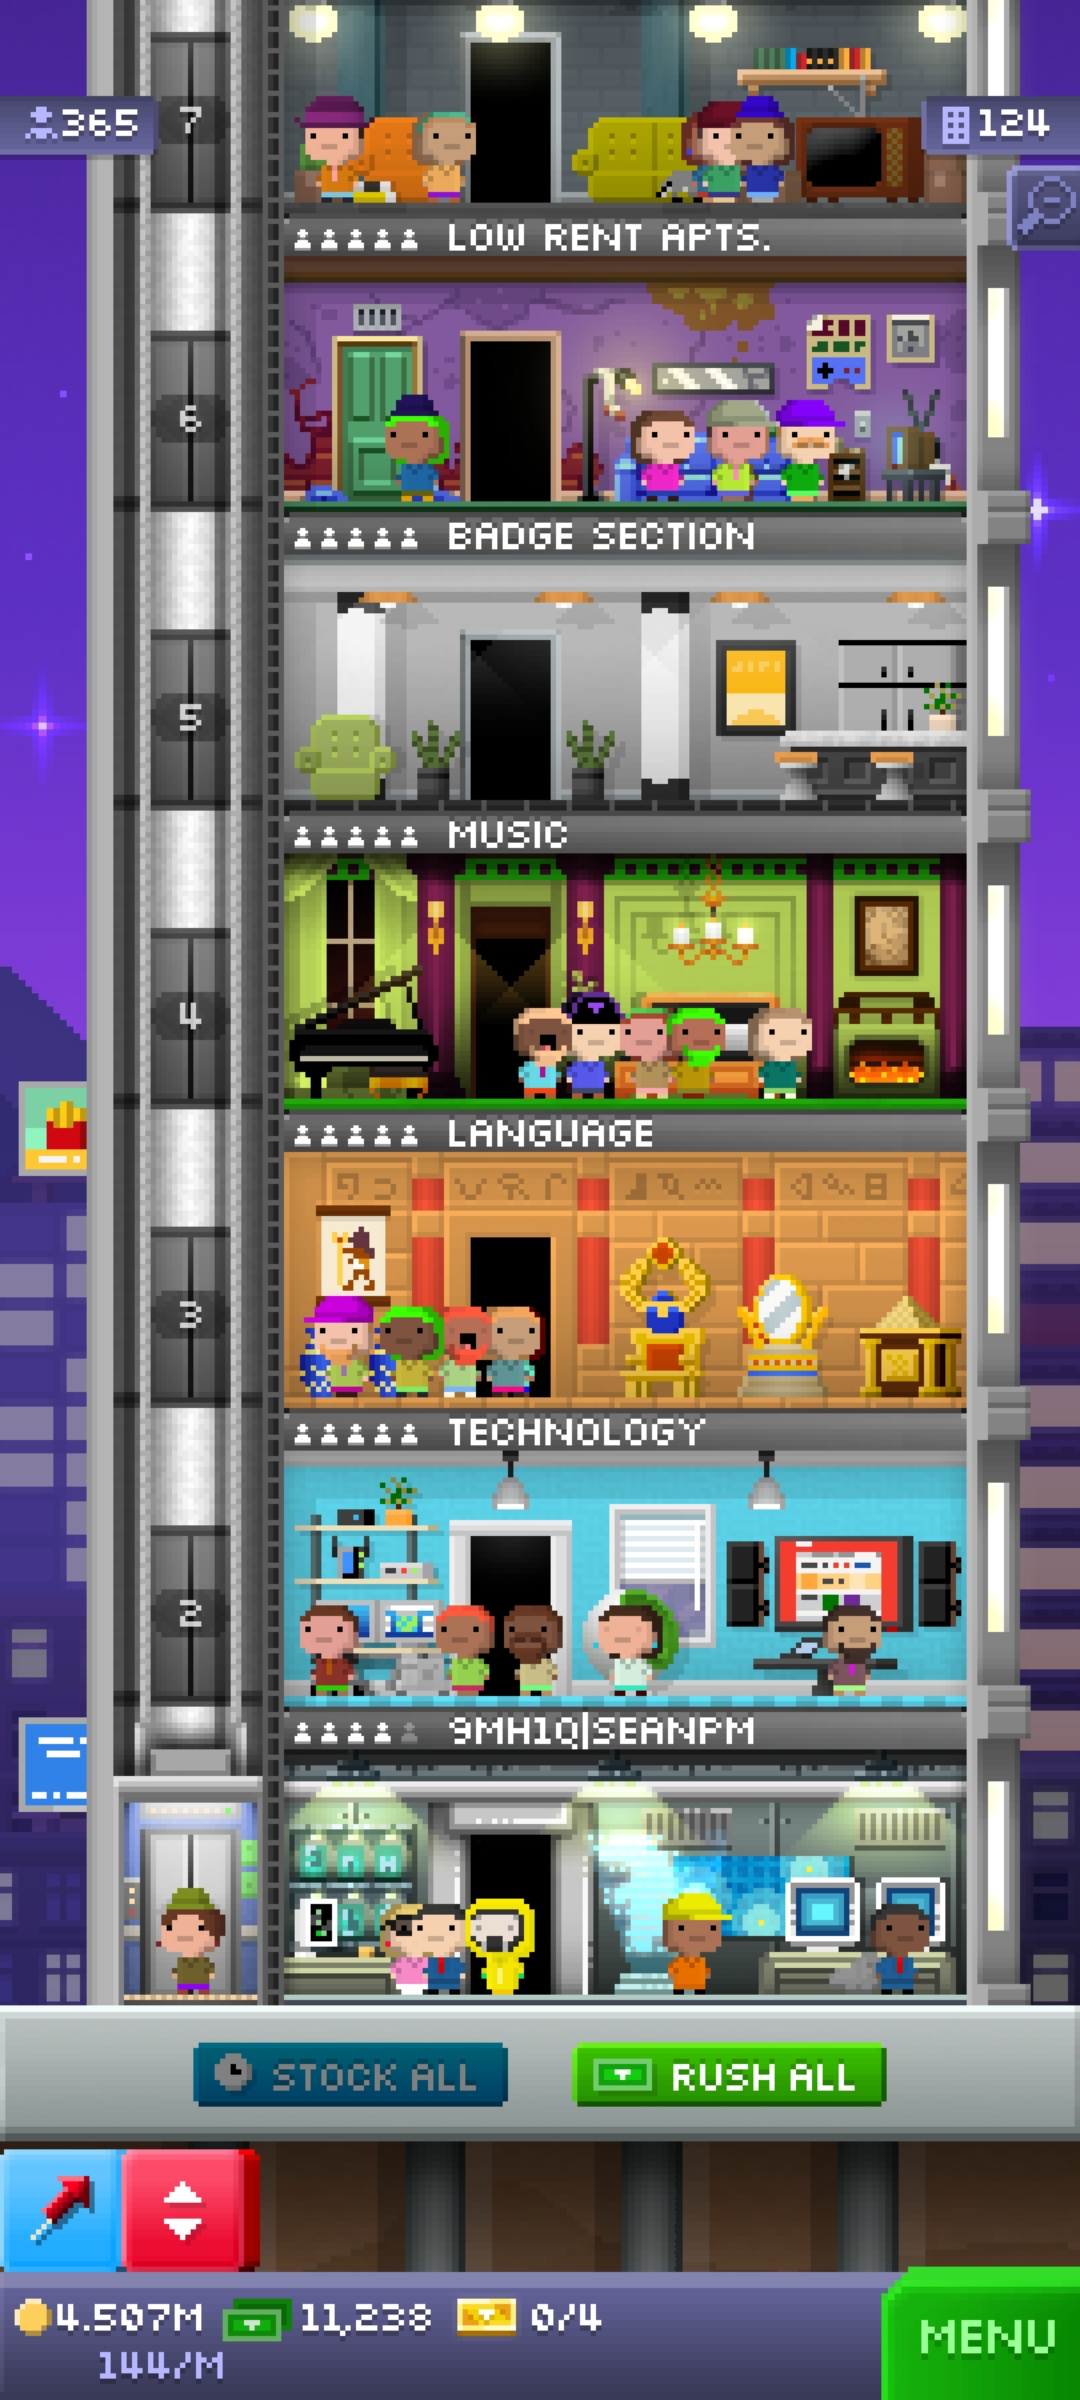 365
7
124
LOW RENT APTS.
6
BADGE SECTION
5
MUSIC
4
LANGUAGE
3
TECHNOLOGY
2
9MH1Q|SEANPM
STOCK ALL
RUSH ALL
4.507M 11,238 0/4
144/M
MENU